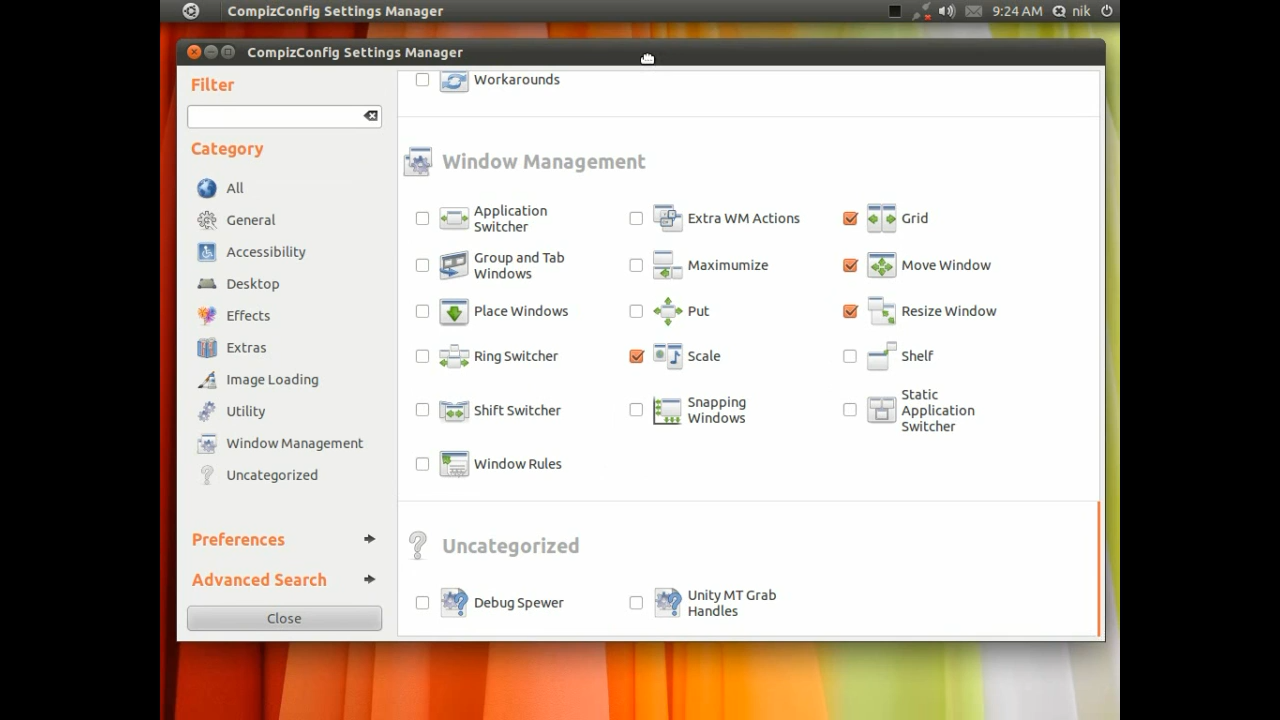 CompizConfig Settings Manager
9:24 AM
nik
CompizConfig Settings Manager
Filter
Category
All
General
Accessibility
Desktop
Effects
Extras
Image Loading
Utility
Window Management
Uncategorized
Preferences
Advanced Search
Close
Workarounds
Window Management
Application
Switcher
Extra WM Actions
Grid
Group and Tab
Windows
Maximumize
Move Window
Place Windows
Put
Resize Window
Ring Switcher
Scale
Shelf
Shift Switcher
Snapping
Windows
Static
Application
Switcher
Window Rules
Uncategorized
Debug Spewer
Unity MT Grab
Handles